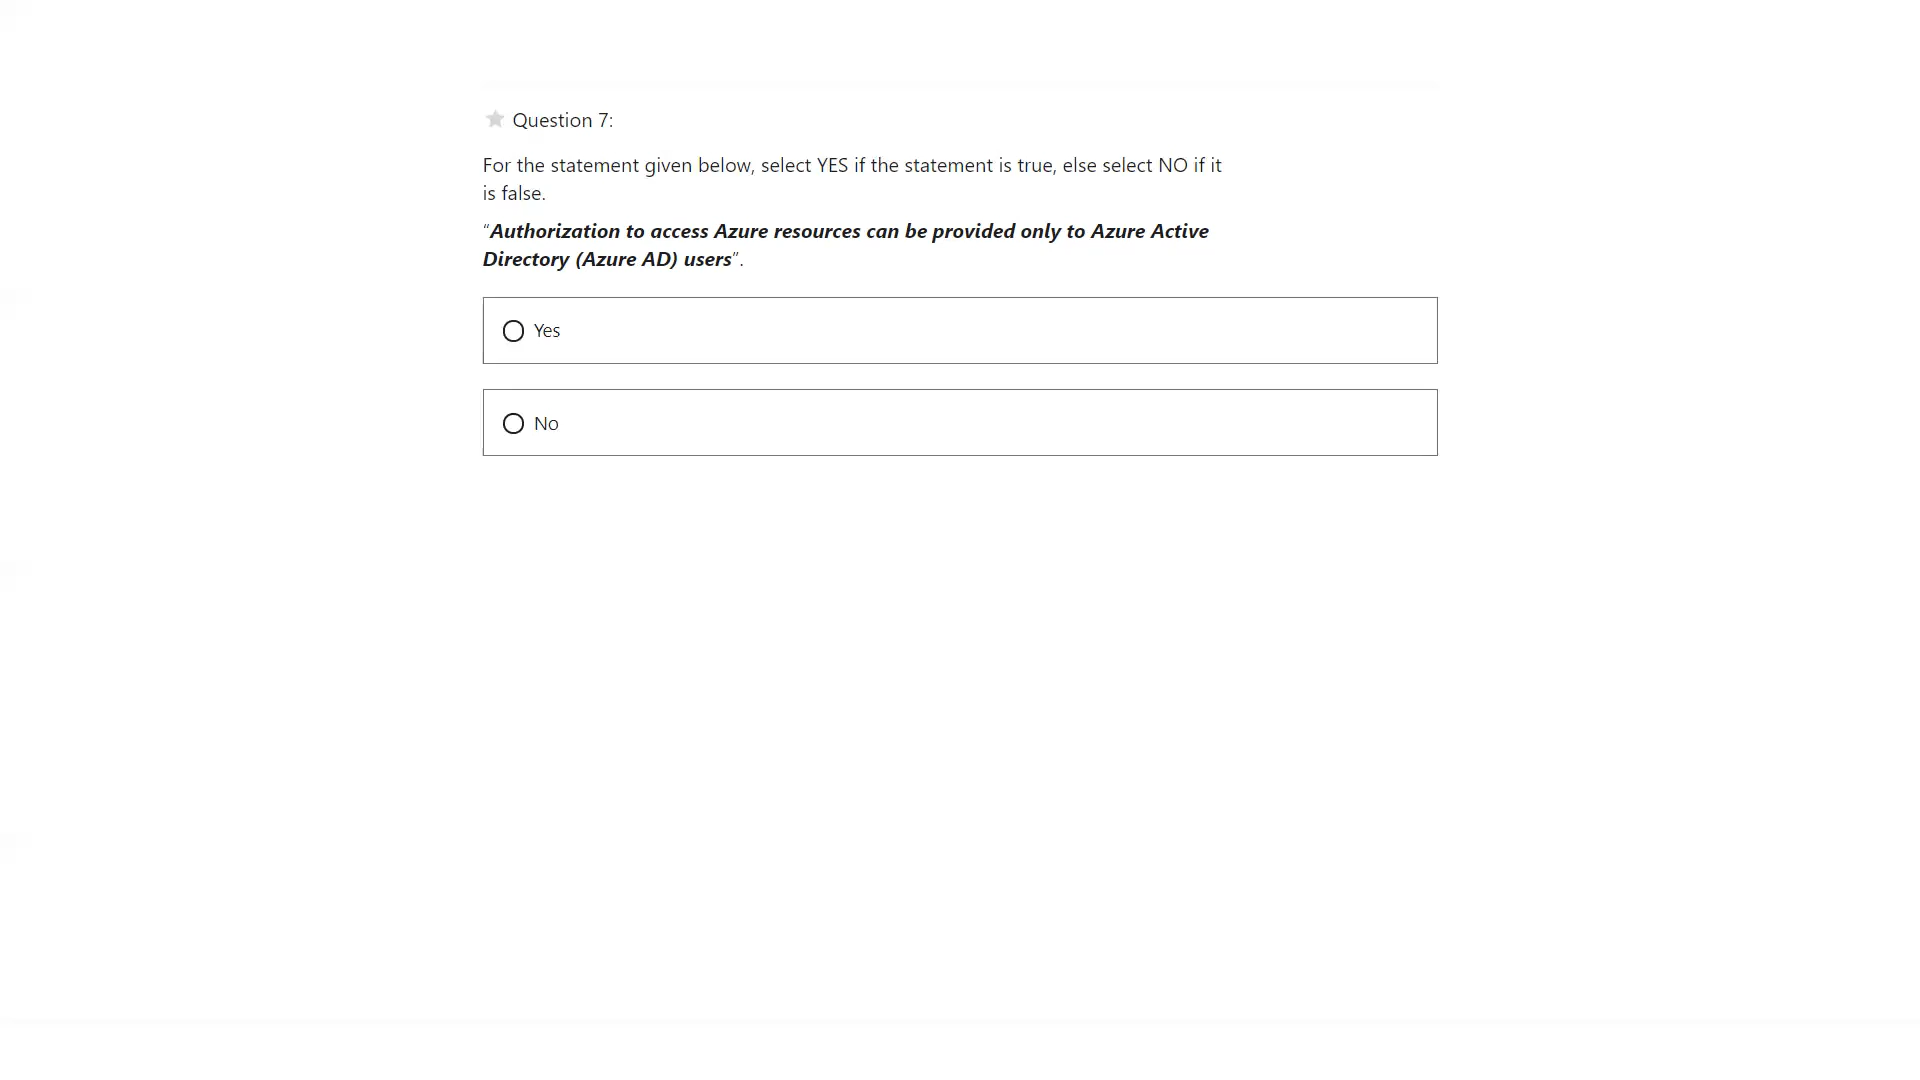 Question 7:
For the statement given below, select YES if the statement is true, else select NO if it
is false.
“Authorization to access Azure resources can be provided only to Azure Active
Directory (Azure AD) users”.
Yes
No